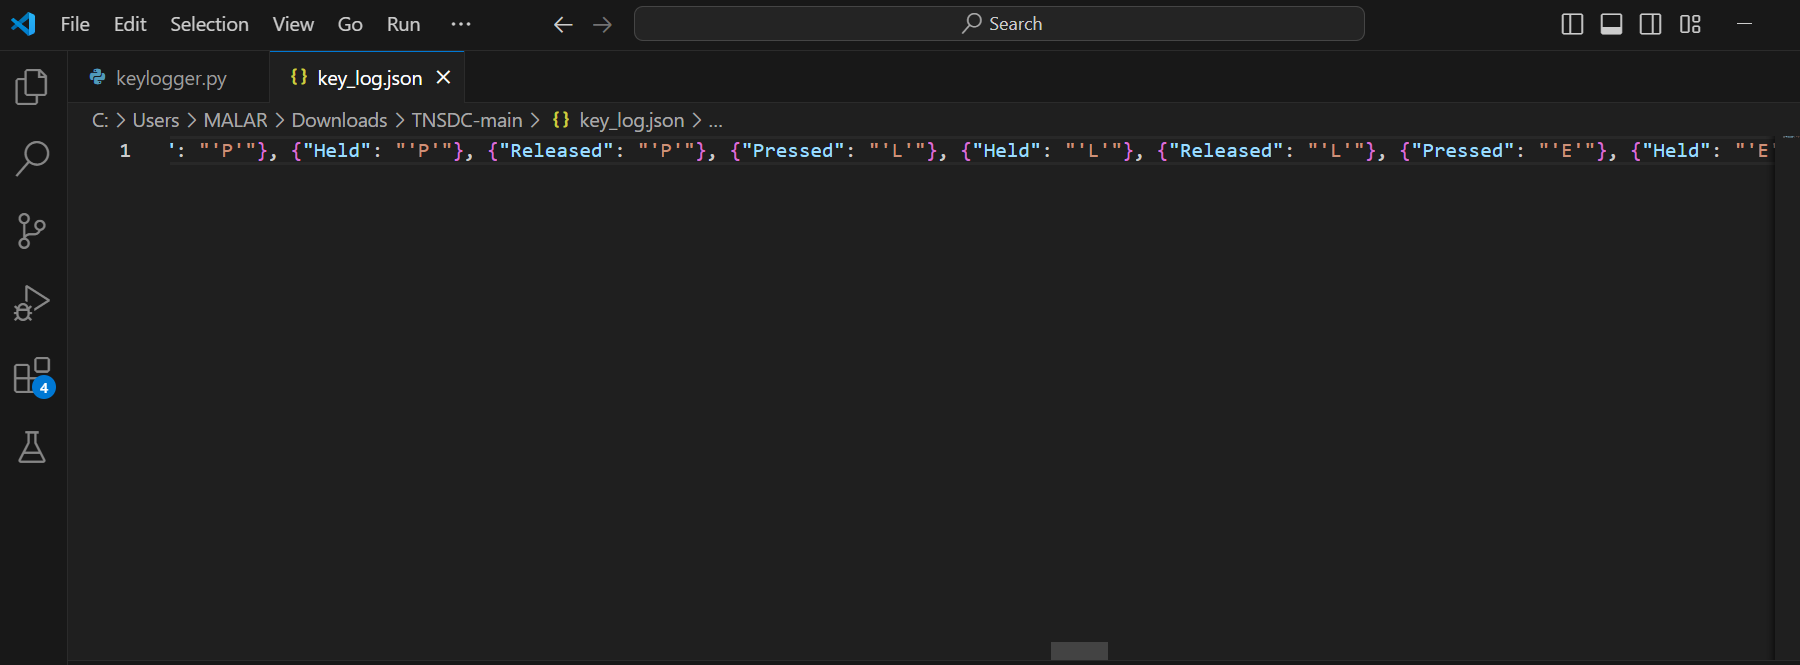 File Edit Selection View Go Run ··· Search
keylogger.py {} key_log.json
C: > Users > MALAR > Downloads > TNSDC-main > {} key_log.json > ...
1 ': "'P'"}, {"Held": "'P'"}, {"Released": "'P'"}, {"Pressed": "'L'"}, {"Held": "'L'"}, {"Released": "'L'"}, {"Pressed": "'E'"}, {"Held": "'E'
4